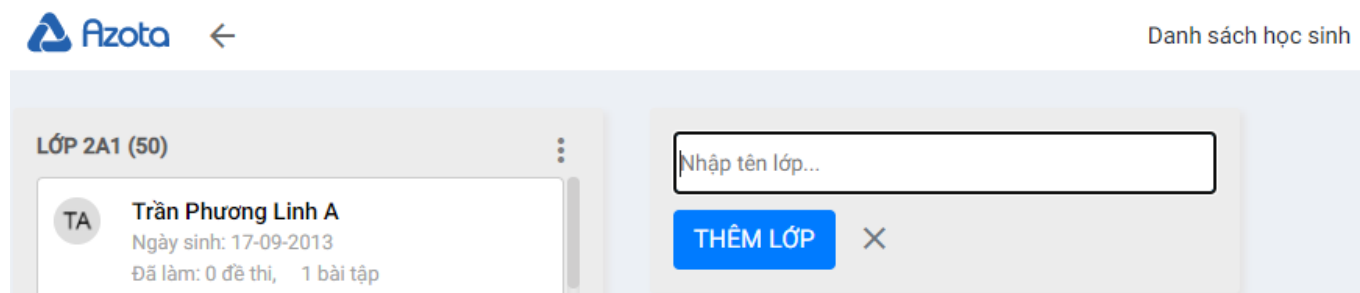 Azota
Danh sách học sinh
LỚP 2A1 (50)
TA
Trần Phương Linh A
Ngày sinh: 17-09-2013
Đã làm: 0 đề thi, 1 bài tập
Nhập tên lớp...
THÊM LỚP